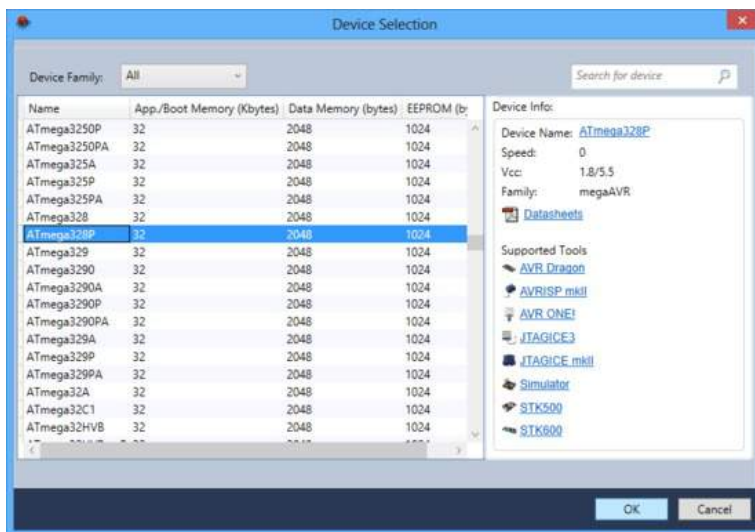 Device Selection
Device Family: All
Search for device
Name App./Boot Memory (Kbytes) Data Memory (bytes) EEPROM (by
ATmega3250P 32 2048 1024
ATmega3250PA 32 2048 1024
ATmega325A 32 2048 1024
ATmega325P 32 2048 1024
ATmega325PA 32 2048 1024
ATmega328 32 2048 1024
ATmega328P 32 2048 1024
ATmega329 32 2048 1024
ATmega3290 32 2048 1024
ATmega3290A 32 2048 1024
ATmega3290P 32 2048 1024
ATmega3290PA 32 2048 1024
ATmega329A 32 2048 1024
ATmega329P 32 2048 1024
ATmega329PA 32 2048 1024
ATmega32A 32 2048 1024
ATmega32C1 32 2048 1024
ATmega32HVB 32 2048 1024
Device Info:
Device Name: ATmega328P
Speed: 0
Vcc: 1.8/5.5
Family: megaAVR
Datasheets
Supported Tools
AVR Dragon
AVRISP mkII
AVR ONE!
JTAGICE3
JTAGICE mkII
Simulator
STK500
STK600
OK Cancel